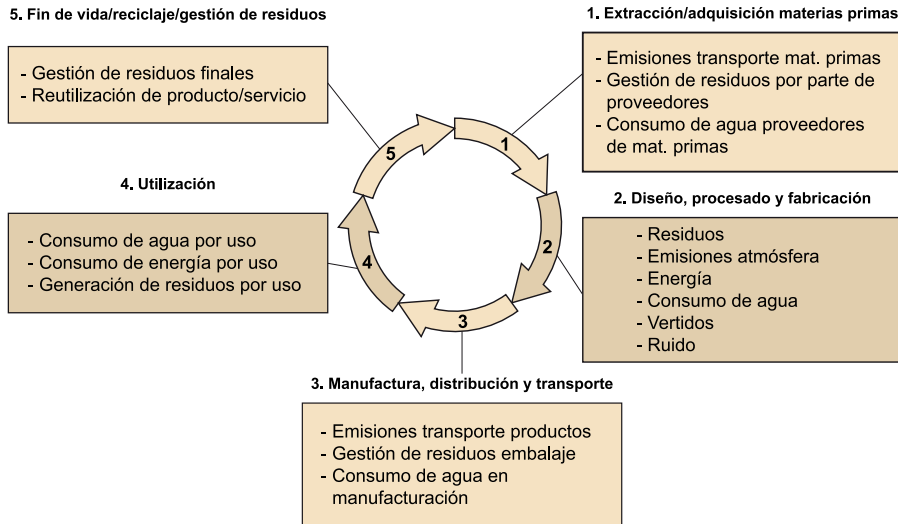 1. Extracción/adquisición materias primas
- Emisiones transporte mat. primas
- Gestión de residuos por parte de
proveedores
- Consumo de agua proveedores
de mat. primas
2. Diseño, procesado y fabricación
- Residuos
- Emisiones atmósfera
- Energía
- Consumo de agua
- Vertidos
- Ruido
3. Manufactura, distribución y transporte
- Emisiones transporte productos
- Gestión de residuos embalaje
- Consumo de agua en
manufacturación
4. Utilización
- Consumo de agua por uso
- Consumo de energía por uso
- Generación de residuos por uso
5. Fin de vida/reciclaje/gestión de residuos
- Gestión de residuos finales
- Reutilización de producto/servicio
1
2
3
4
5